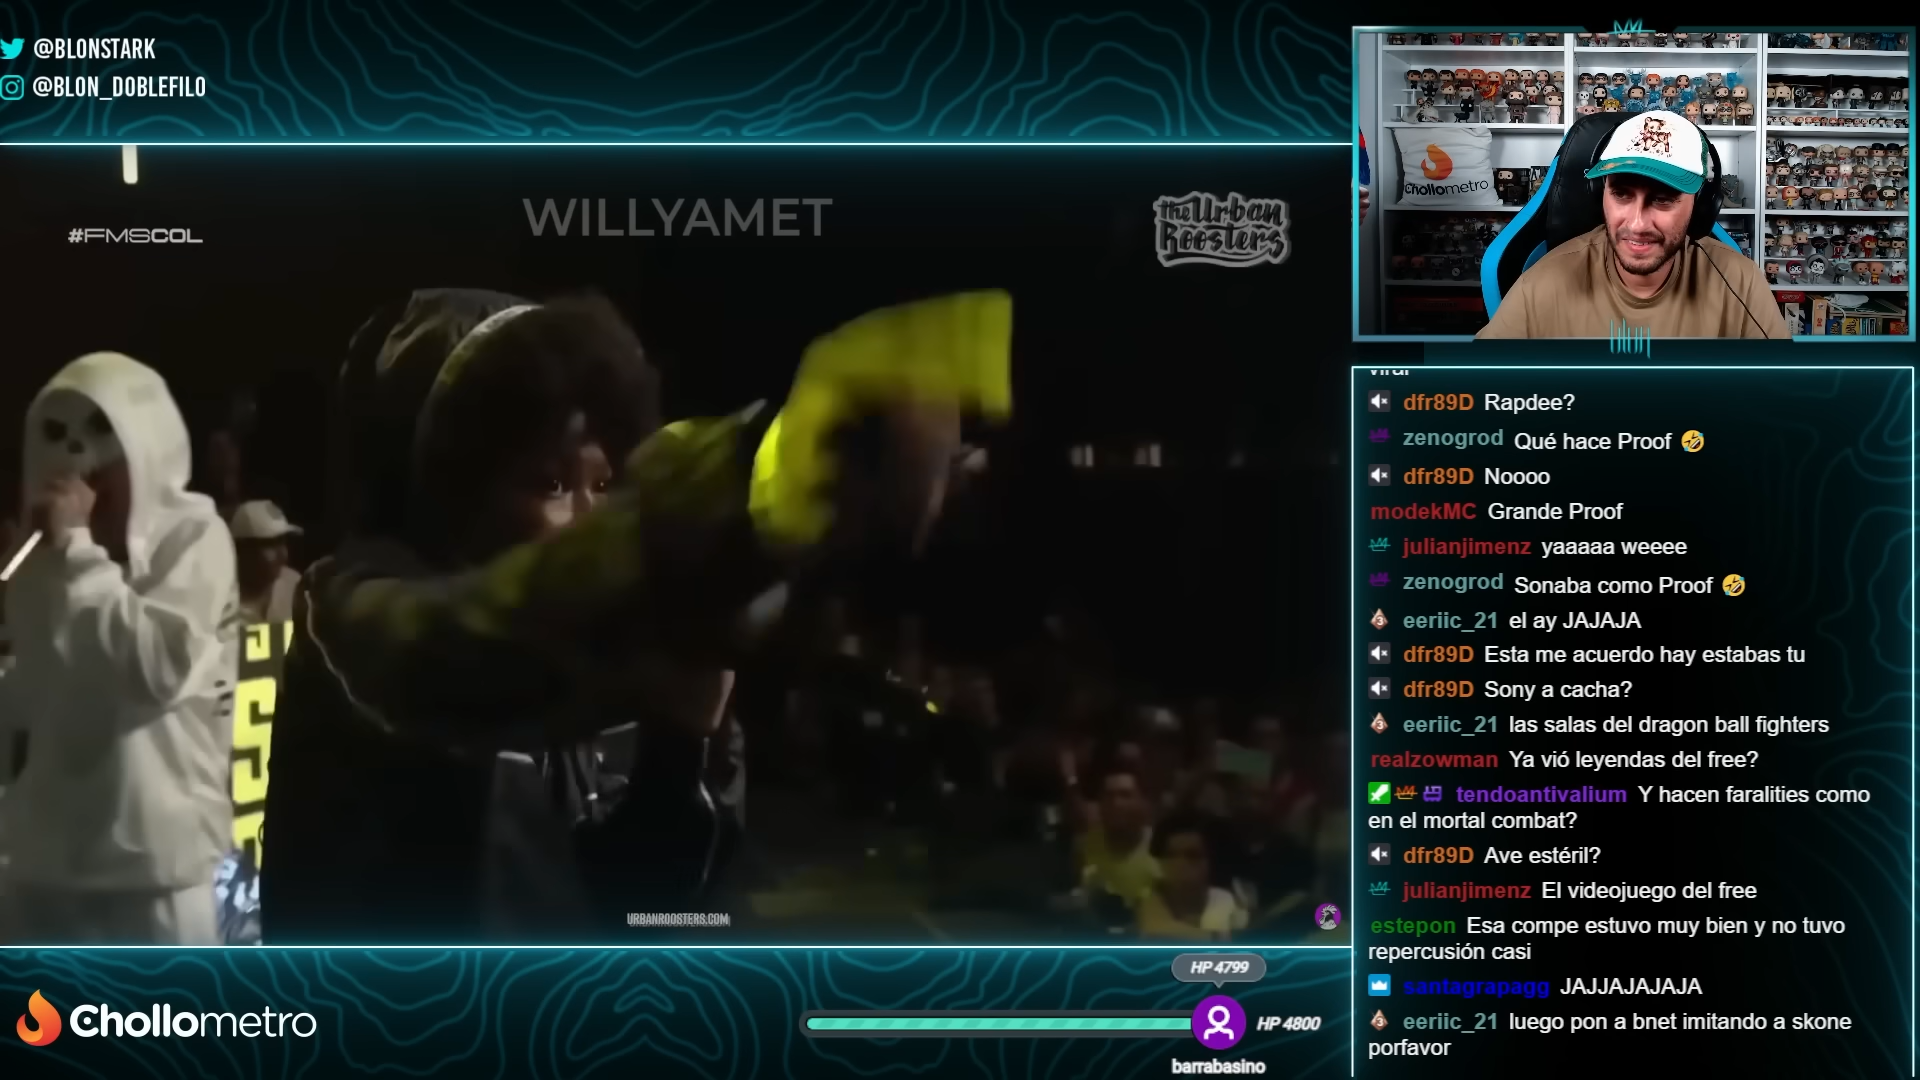 @BLONSTARK
@BLON_DOBLEFILO
#FMSCOL
WILLYAMET
the Urban
Roosters
chollometro
viral
dfr89D Rapdee?
zenogrod Qué hace Proof 🤣
dfr89D Noooo
modekMC Grande Proof
julianjimenz yaaaaa weeee
zenogrod Sonaba como Proof 🤣
eeriic_21 el ay JAJAJA
dfr89D Esta me acuerdo hay estabas tu
dfr89D Sony a cacha?
eeriic_21 las salas del dragon ball fighters
realzowman Ya vió leyendas del free?
tendoantivalium Y hacen faralities como
en el mortal combat?
dfr89D Ave estéril?
julianjimenz El videojuego del free
estepon Esa compe estuvo muy bien y no tuvo
repercusión casi
santagrapagg JAJJAJAJAJA
eeriic_21 luego pon a bnet imitando a skone
porfavor
URBANROOSTERS.COM
Chollometro
HP 4799
HP 4800
barrabasino